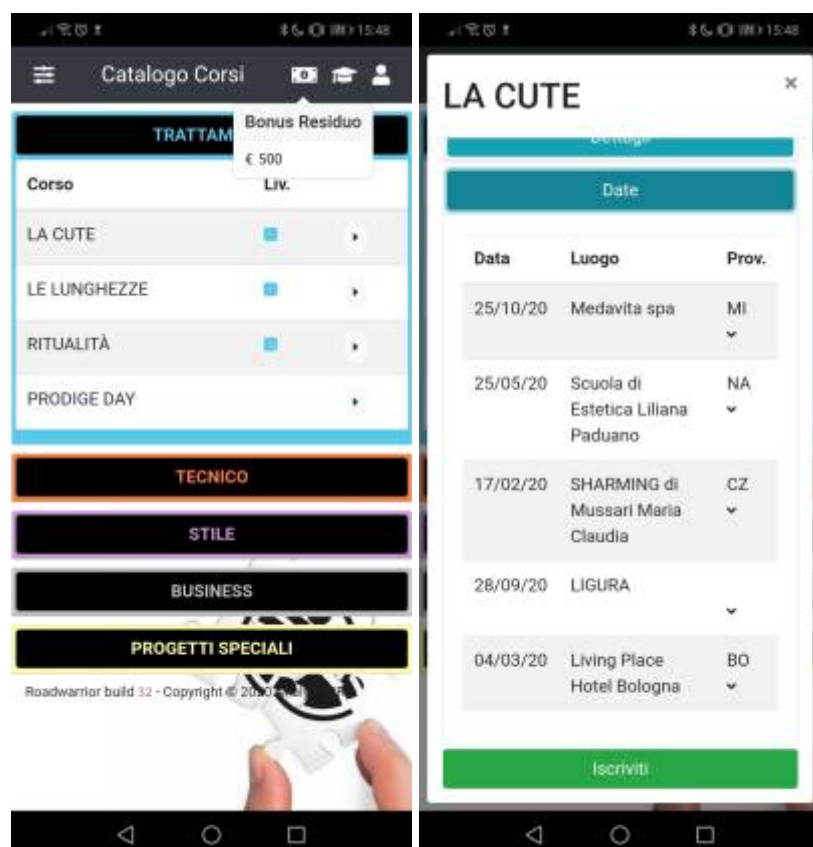 15:48
Catalogo Corsi
Bonus Residuo
€ 500
TRATTAM
Corso Liv.
LA CUTE
LE LUNGHEZZE
RITUALITÀ
PRODIGE DAY
TECNICO
STILE
BUSINESS
PROGETTI SPECIALI
Roadwarrior build 32 - Copyright ©
15:48
LA CUTE ×
Dettagli
Date
Data Luogo Prov.
25/10/20 Medavita spa MI
25/05/20 Scuola di NA
Estetica Liliana
Paduano
17/02/20 SHARMING di CZ
Mussari Maria
Claudia
28/09/20 LIGURA
04/03/20 Living Place BO
Hotel Bologna
Iscriviti